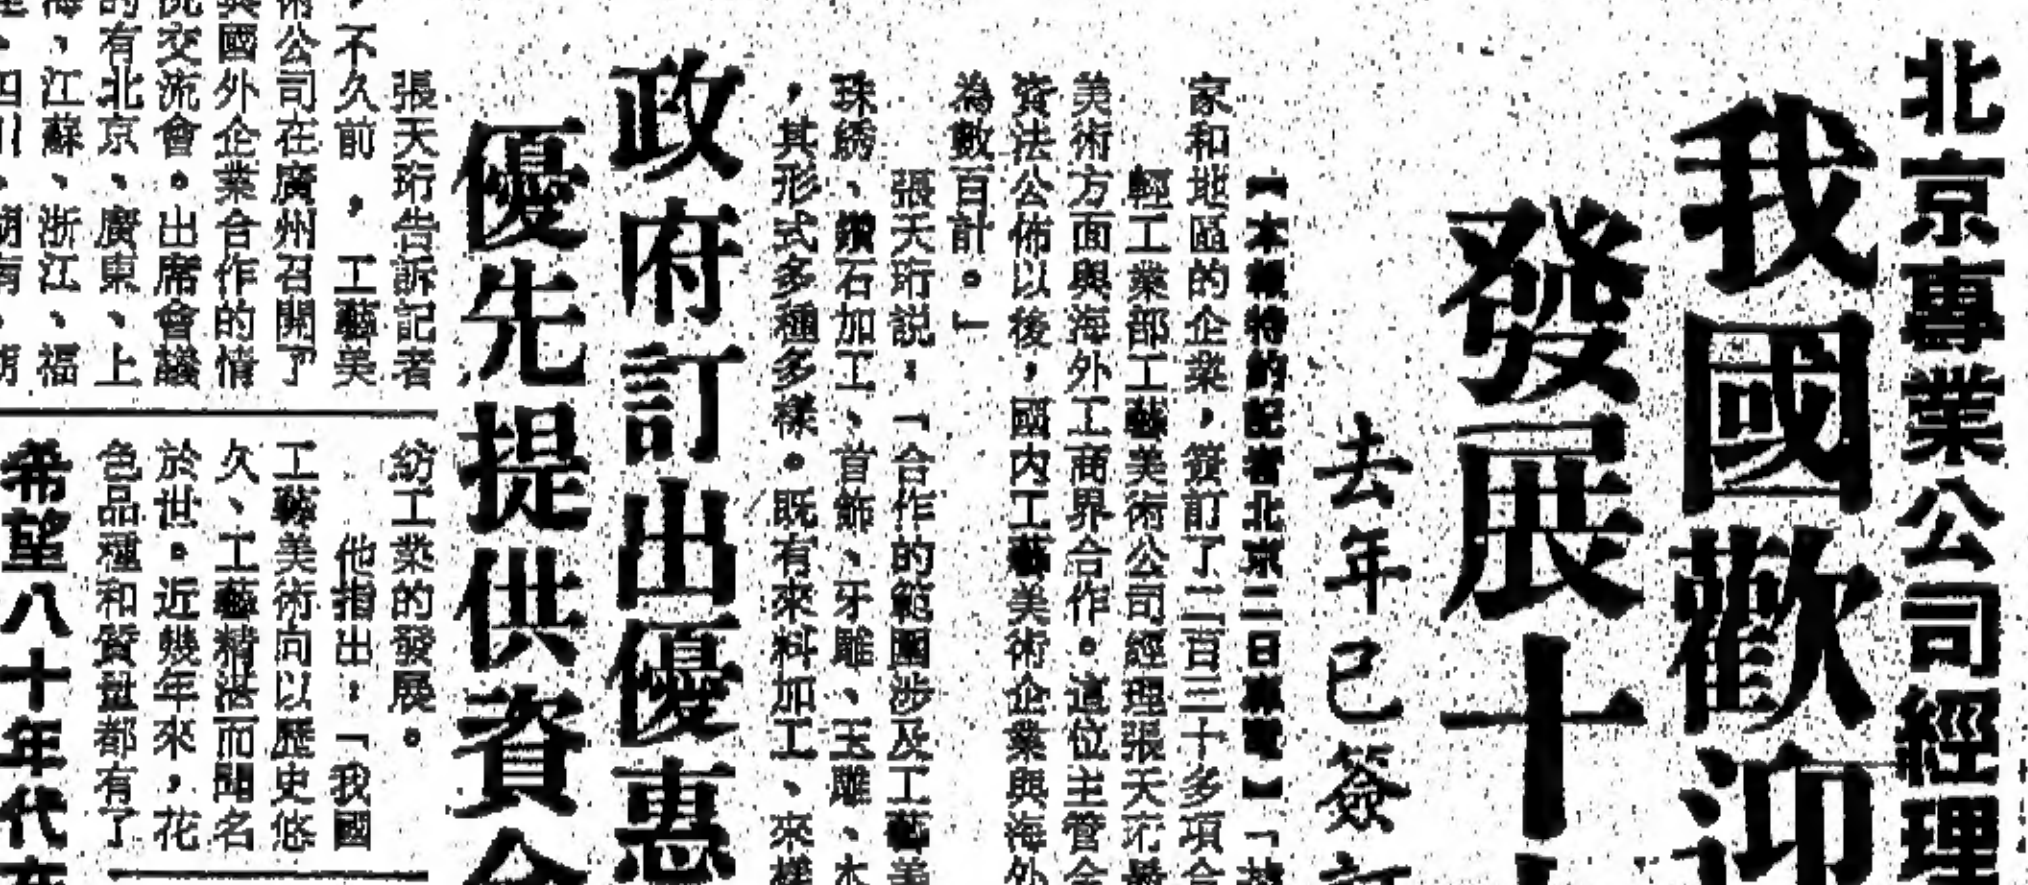 北京專業公司經理
我國歡迎
發展十
去年已簽訂
【本報特約記者北京二日專電】「
家和地區的企業，簽訂了二百三十多項合
輕工業部工藝美術公司經理張天珩最
美術方面與海外工商界合作。這位主管全
資法公佈以後，國內工藝美術企業與海外
為數百計。」
張天珩説：「合作的範圍涉及工藝美
珠綉、鑽石加工、首飾、牙雕、玉雕、木
，其形式多種多樣。既有來料加工、來樣
政府訂出優惠
優先提供資金
張天珩告訴記者
，不久前，工藝美
術公司在廣州召開了
與國外企業合作的情
況交流會。出席會議
的有北京、廣東、上
海、江蘇、浙江、福
、四川、湖南、
紡工業的發展。
他指出：「我國
工藝美術向以歷史悠
久、工藝精湛而聞名
於世。近幾年來，花
色品種和質量都有了
希望八十年代在